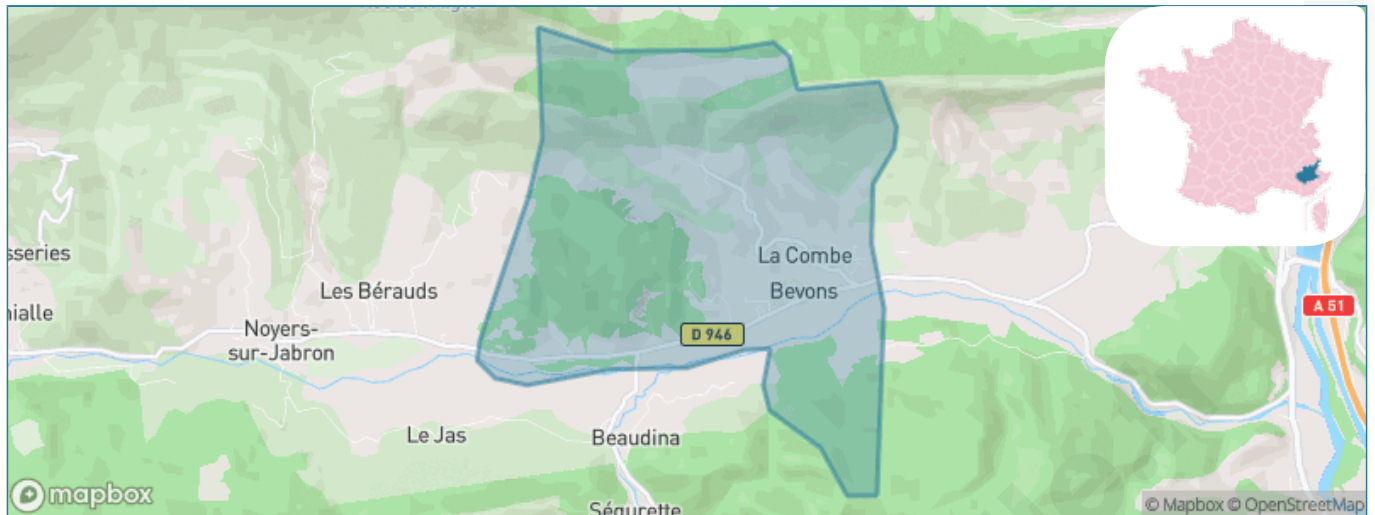 sseries
nialle
Les Bérauds
Noyers-
sur-Jabron
La Combe
Bevons
D 946
A 51
Le Jas
Beaudina
Ségurette
mapbox
© Mapbox © OpenStreetMap